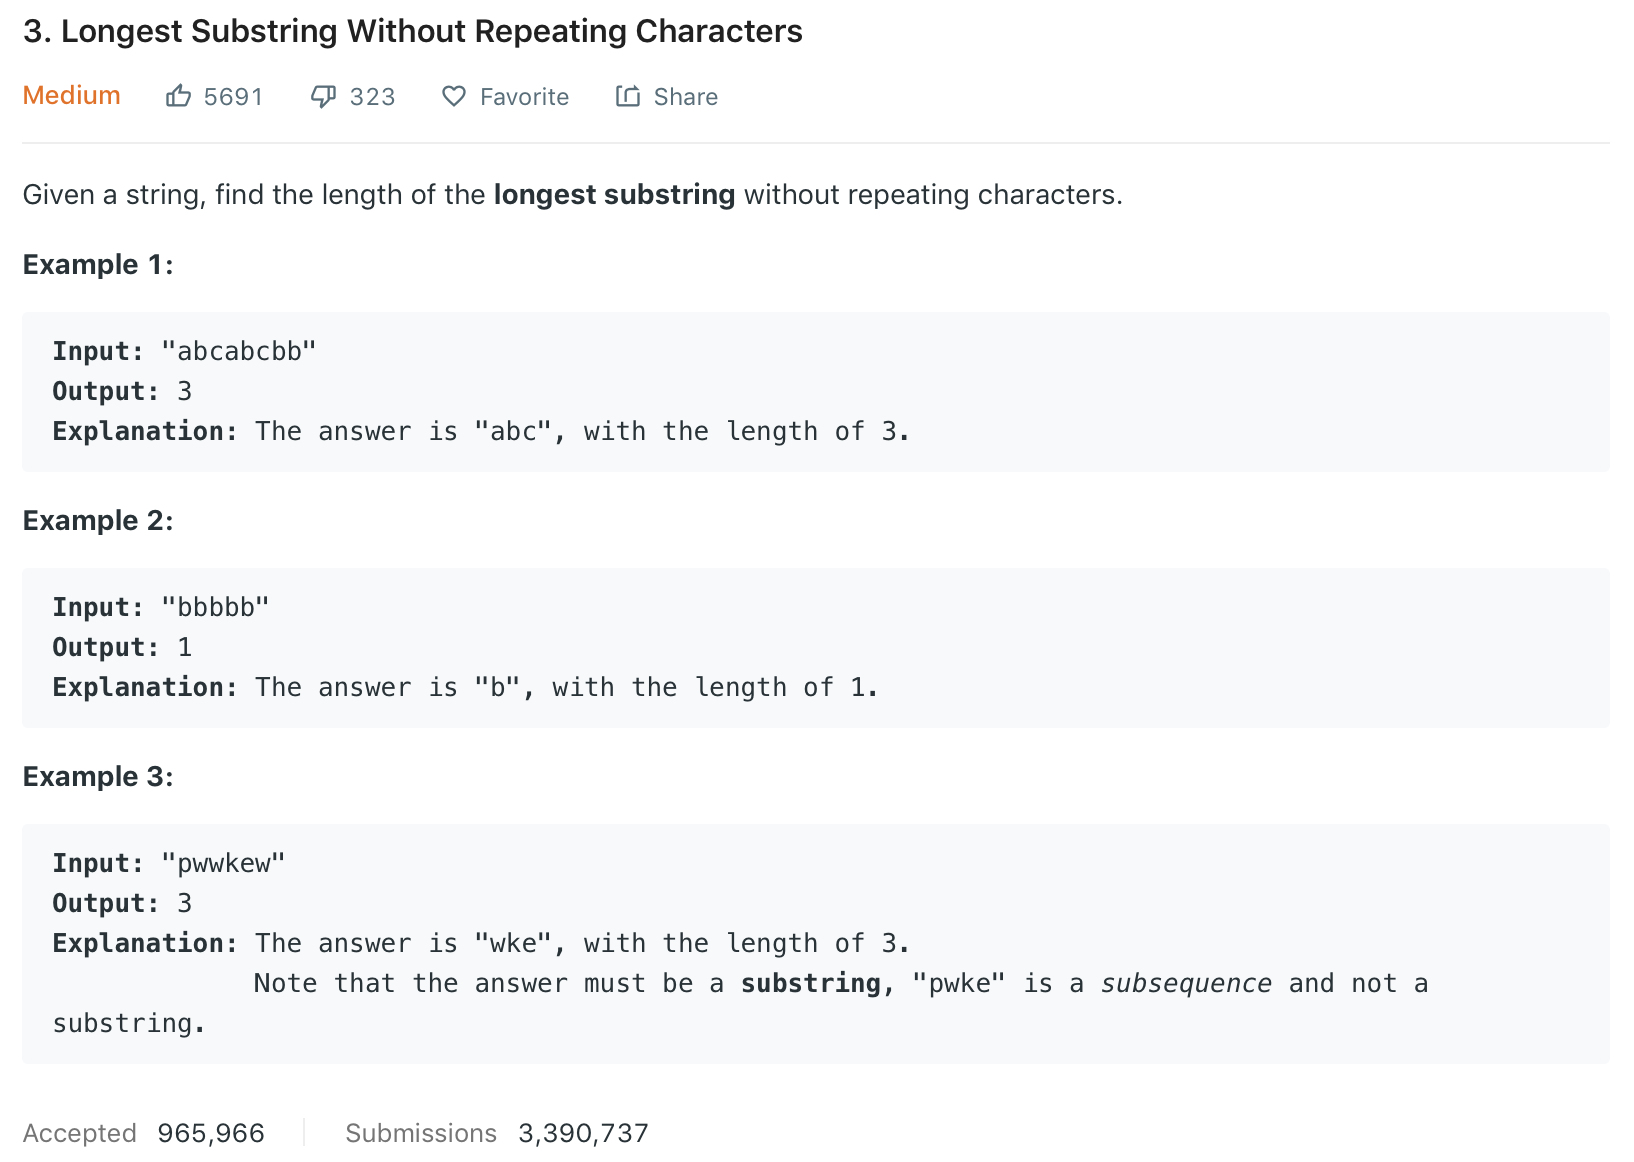 3. Longest Substring Without Repeating Characters
Medium 5691 323 Favorite Share
Given a string, find the length of the longest substring without repeating characters.
Example 1:
Input: "abcabcbb"
Output: 3
Explanation: The answer is "abc", with the length of 3.
Example 2:
Input: "bbbbb"
Output: 1
Explanation: The answer is "b", with the length of 1.
Example 3:
Input: "pwwkew"
Output: 3
Explanation: The answer is "wke", with the length of 3.
Note that the answer must be a substring, "pwke" is a subsequence and not a
substring.
Accepted 965,966 Submissions 3,390,737